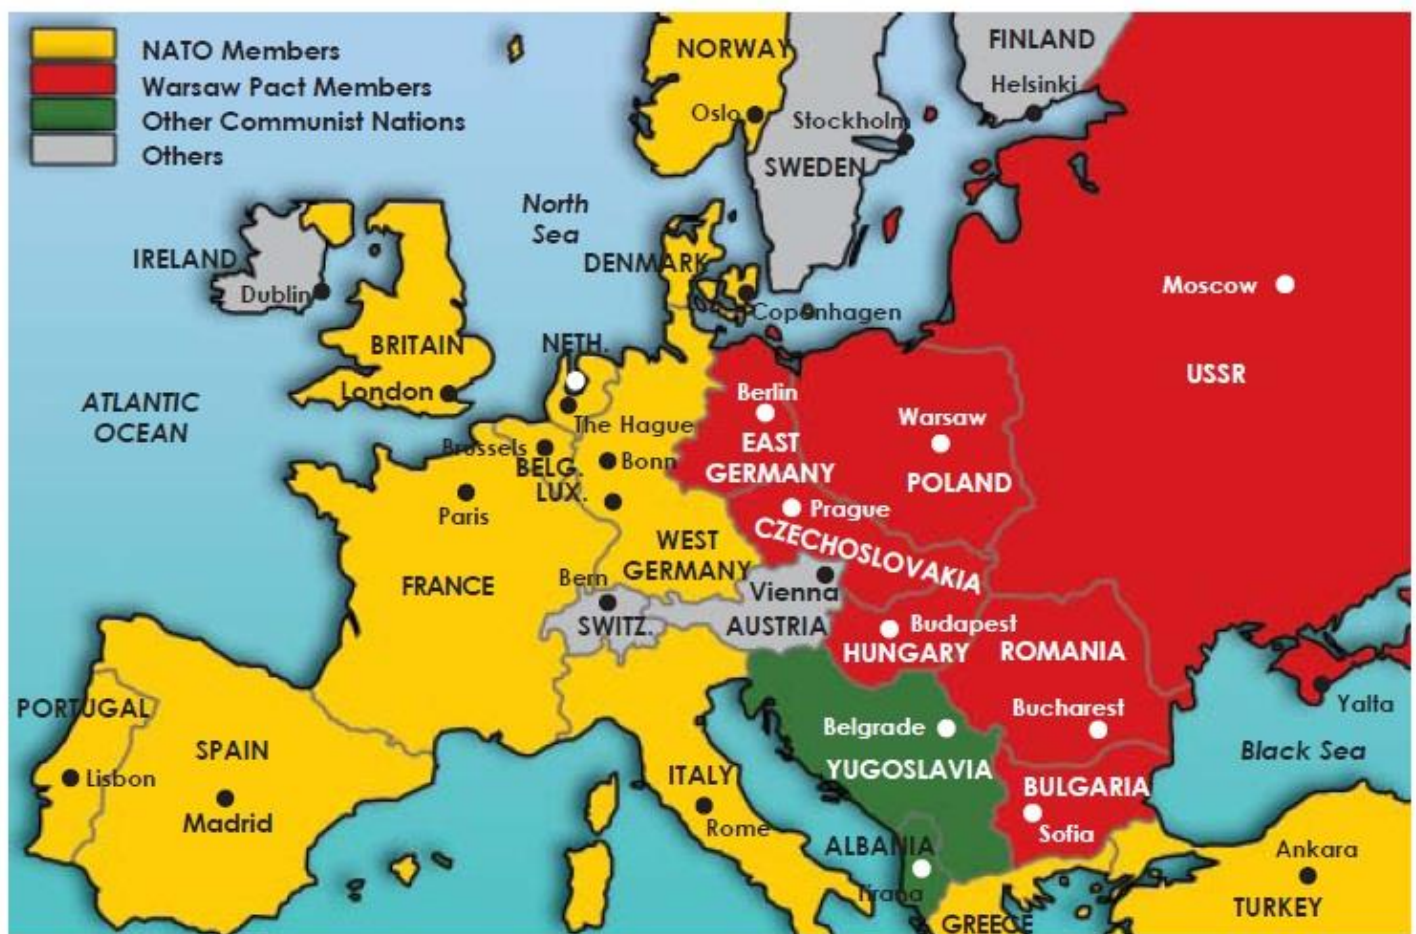 NATO Members
Warsaw Pact Members
Other Communist Nations
Others
NORWAY
Oslo
FINLAND
Helsinki
Stockholm
SWEDEN
North
Sea
IRELAND
Dublin
DENMARK
Copenhagen
Moscow
BRITAIN
London
NETH.
USSR
ATLANTIC
OCEAN
Berlin
EAST
GERMANY
Warsaw
POLAND
The Hague
Brussels
BELG.
LUX.
Bonn
Paris
Prague
CZECHOSLOVAKIA
WEST
GERMANY
FRANCE
Bern
SWITZ.
Vienna
AUSTRIA
Budapest
HUNGARY
ROMANIA
Bucharest
Yalta
Black Sea
PORTUGAL
Lisbon
SPAIN
Madrid
ITALY
Rome
Belgrade
YUGOSLAVIA
BULGARIA
Sofia
ALBANIA
Tirana
GREECE
Ankara
TURKEY